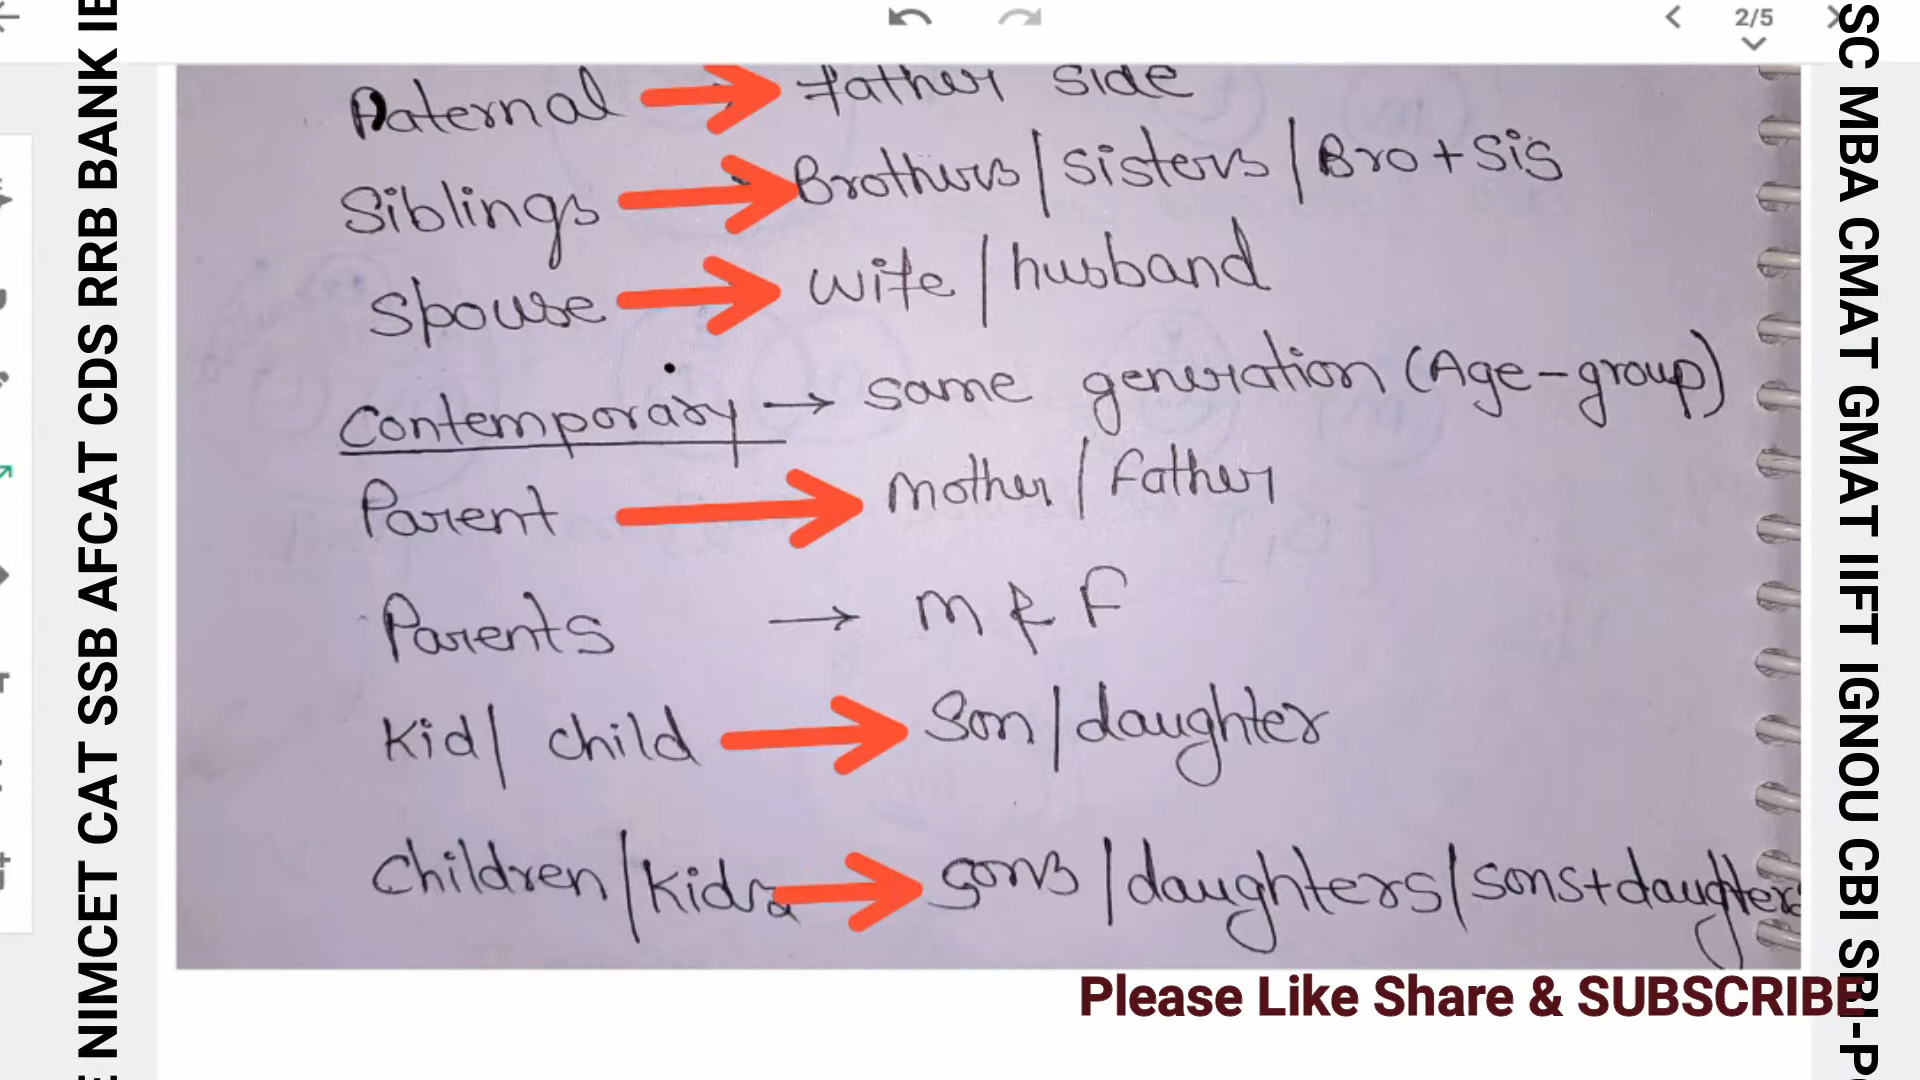 2/5
Paternal → father side
Siblings → Brothers/sisters/Bro+sis
Spouse → wife/husband
Contemporary → same generation (Age-group)
Parent → Mother/Father
Parents → M & F
Kid/ child → Son/daughter
Children/Kids → sons/daughters/sons+daughters
Please Like Share & SUBSCRIBE
NIMCET CAT SSB AFCAT CDS RRB BANK
SC MBA CMAT GMAT IIFT IGNOU CBI